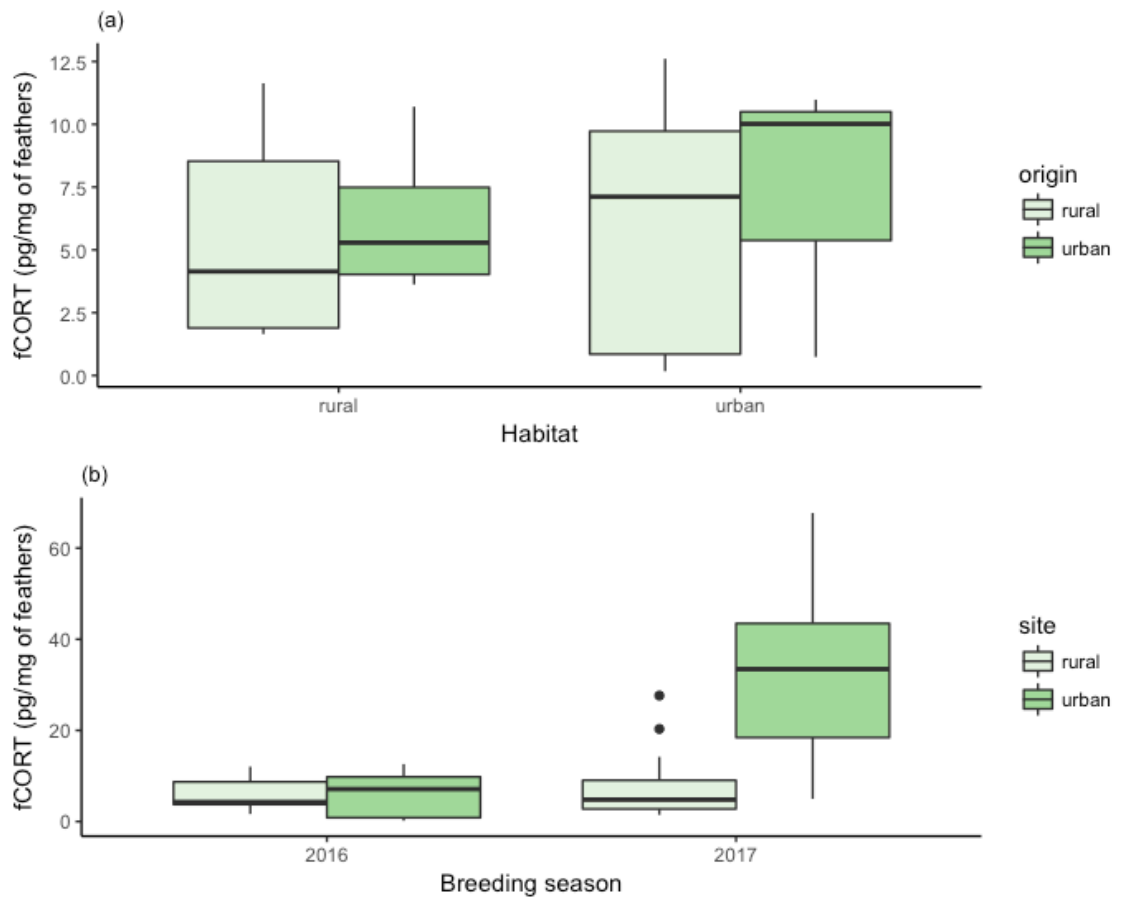 (a)
fCORT (pg/mg of feathers)
12.5
10.0
7.5
5.0
2.5
0.0
rural
urban
Habitat
origin
rural
urban
(b)
fCORT (pg/mg of feathers)
60
40
20
0
2016
2017
Breeding season
site
rural
urban